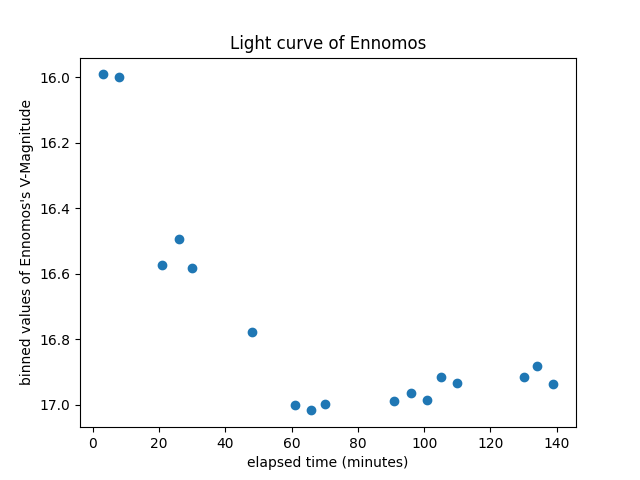 Light curve of Ennomos
binned values of Ennomos's V-Magnitude
16.0
16.2
16.4
16.6
16.8
17.0
0 20 40 60 80 100 120 140
elapsed time (minutes)